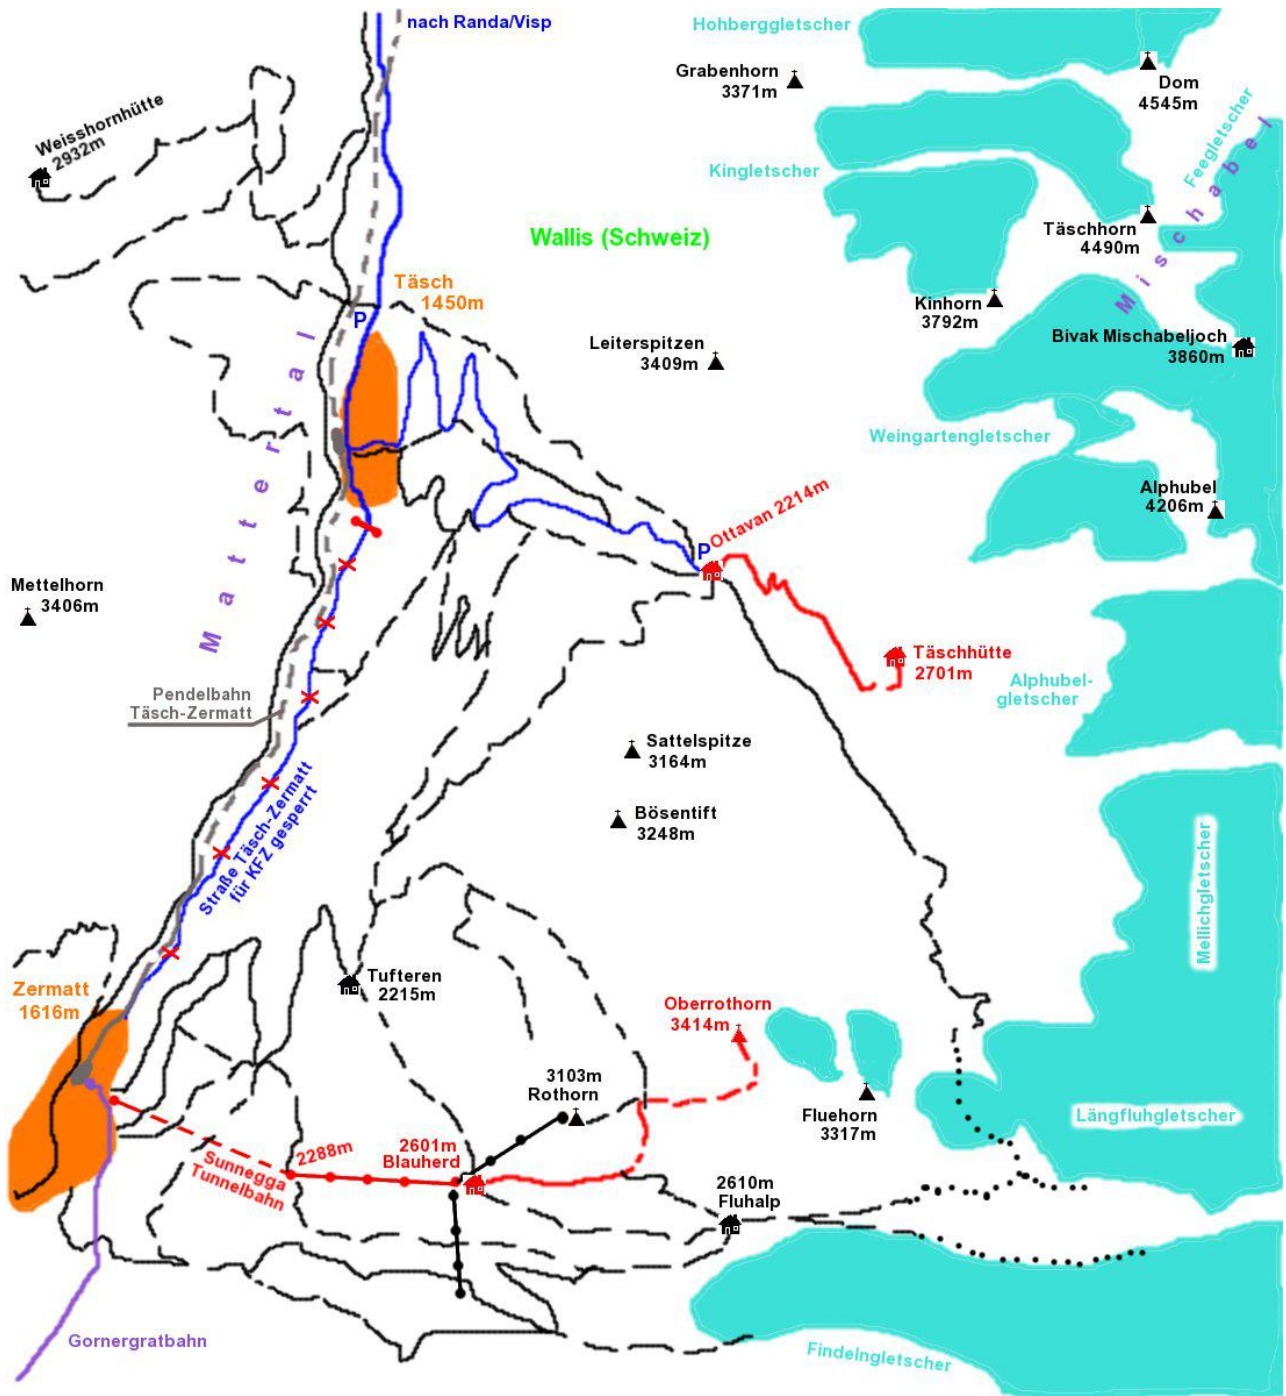 nach Randa/Visp
Hohberggletscher
Grabenhorn
3371m
Dom
4545m
Weisshornhütte
2932m
Feegletscher
Kingletscher
Mischabel
Wallis (Schweiz)
Täschhorn
4490m
Täsch
1450m
P
Kinhorn
3792m
Leiterspitzen
3409m
Bivak Mischabeljoch
3860m
Mattertal
Weingartengletscher
Alphubel
4206m
Ottavan 2214m
P
Mettelhorn
3406m
Täschhütte
2701m
Alphubel-
gletscher
Pendelbahn
Täsch-Zermatt
Sattelspitze
3164m
Bösentift
3248m
Straße Täsch-Zermatt
für KFZ gesperrt
Mellichgletscher
Zermatt
1616m
Tufteren
2215m
Oberrothorn
3414m
3103m
Rothorn
Fluehorn
3317m
Längfluhgletscher
2288m
2601m
Blauherd
Sunnegga
Tunnelbahn
2610m
Fluhalp
Gornergratbahn
Findelngletscher